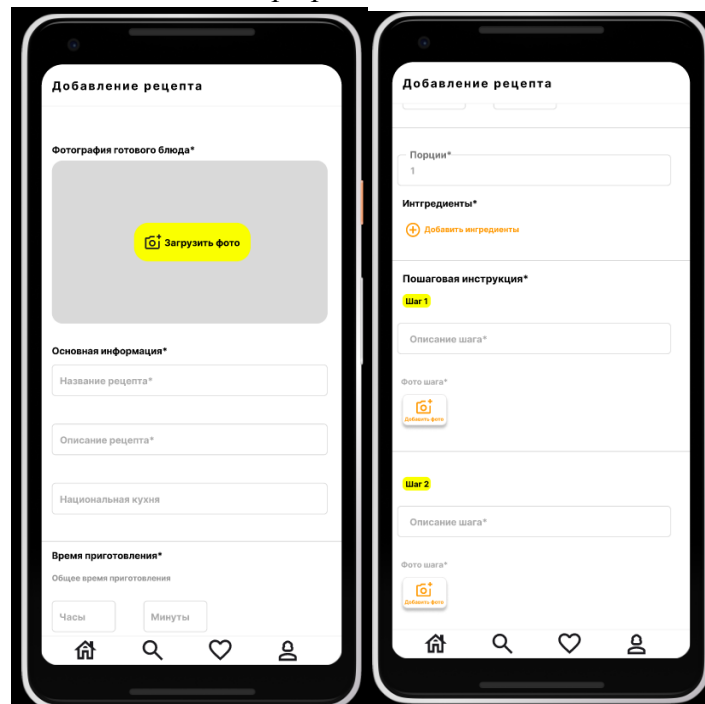 Добавление рецепта
Фотография готового блюда*
Загрузить фото
Основная информация*
Название рецепта*
Описание рецепта*
Национальная кухня
Время приготовления*
Общее время приготовления
Часы
Минуты
Добавление рецепта
Порции*
1
Интгредиенты*
Добавить ингредиенты
Пошаговая инструкция*
Шаг 1
Описание шага*
Фото шага*
Добавить фото
Шаг 2
Описание шага*
Фото шага*
Добавить фото